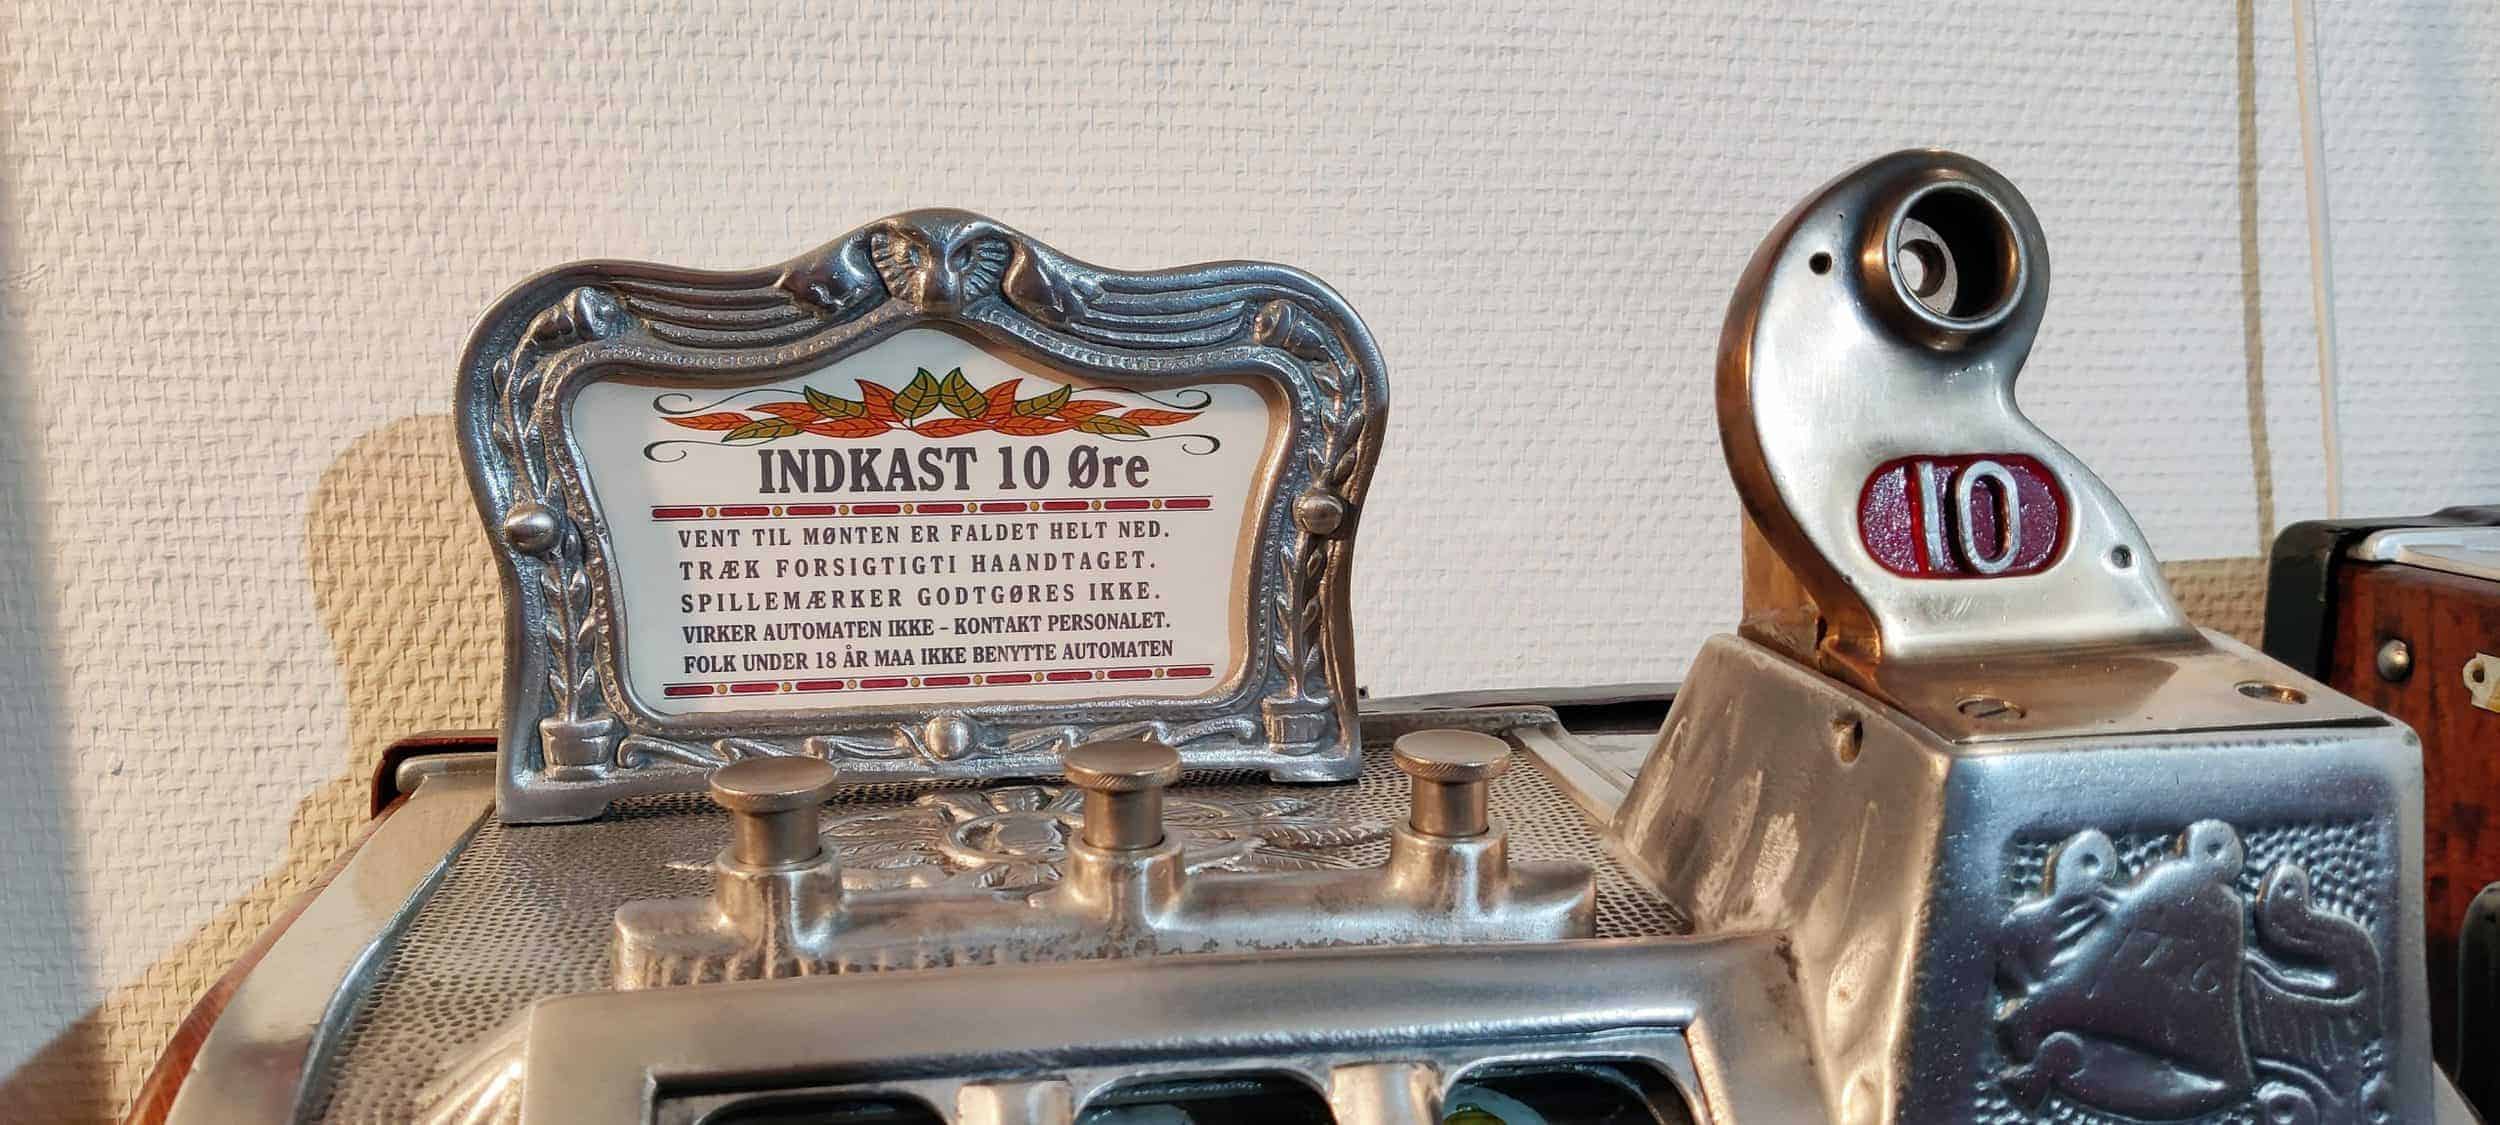 INDKAST 10 Øre
VENT TIL MØNTEN ER FALDET HELT NED.
TRÆK FORSIGTIGTI HAANDTAGET.
SPILLEMÆRKER GODTGØRES IKKE.
VIRKER AUTOMATEN IKKE – KONTAKT PERSONALET.
FOLK UNDER 18 ÅR MAA IKKE BENYTTE AUTOMATEN
10